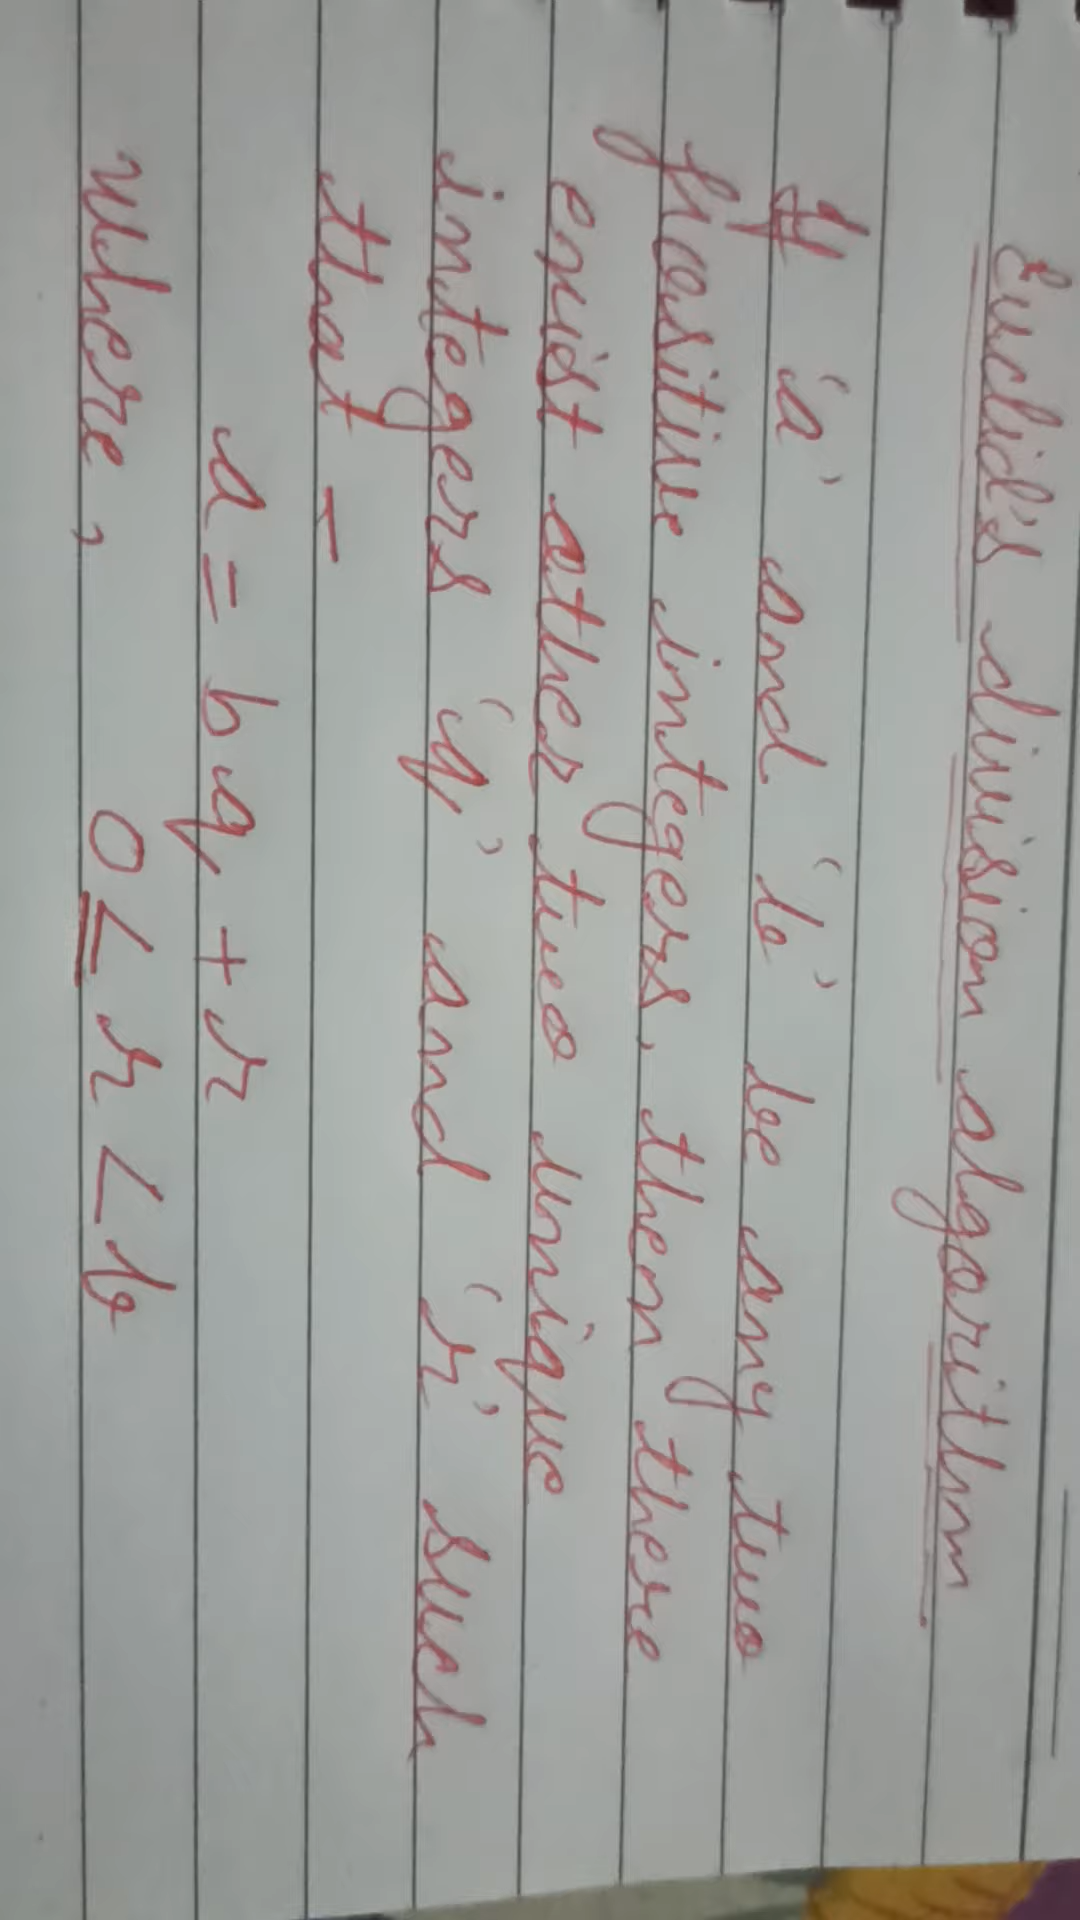 Euclid's division algorithm
If 'a' and 'b' be any two
positive integers, then there
exist other two unique
integers 'q' and 'r' such
that -
a = bq + r
where, 0 ≤ r < b